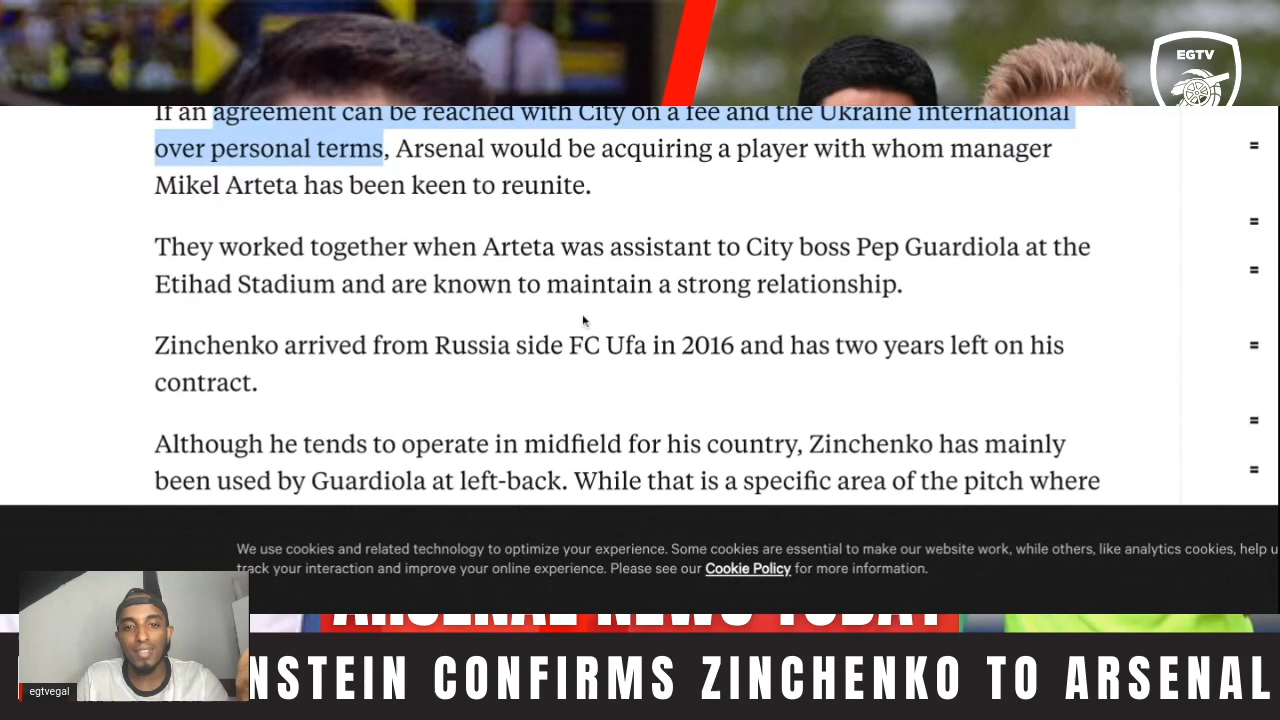 EGTV
If an agreement can be reached with City on a fee and the Ukraine international
over personal terms, Arsenal would be acquiring a player with whom manager
Mikel Arteta has been keen to reunite.
They worked together when Arteta was assistant to City boss Pep Guardiola at the
Etihad Stadium and are known to maintain a strong relationship.
Zinchenko arrived from Russia side FC Ufa in 2016 and has two years left on his
contract.
Although he tends to operate in midfield for his country, Zinchenko has mainly
been used by Guardiola at left-back. While that is a specific area of the pitch where
We use cookies and related technology to optimize your experience. Some cookies are essential to make our website work, while others, like analytics cookies, help u
track your interaction and improve your online experience. Please see our Cookie Policy for more information.
ARSENAL NEWS TODAY
NSTEIN CONFIRMS ZINCHENKO TO ARSENAL
egtvegal